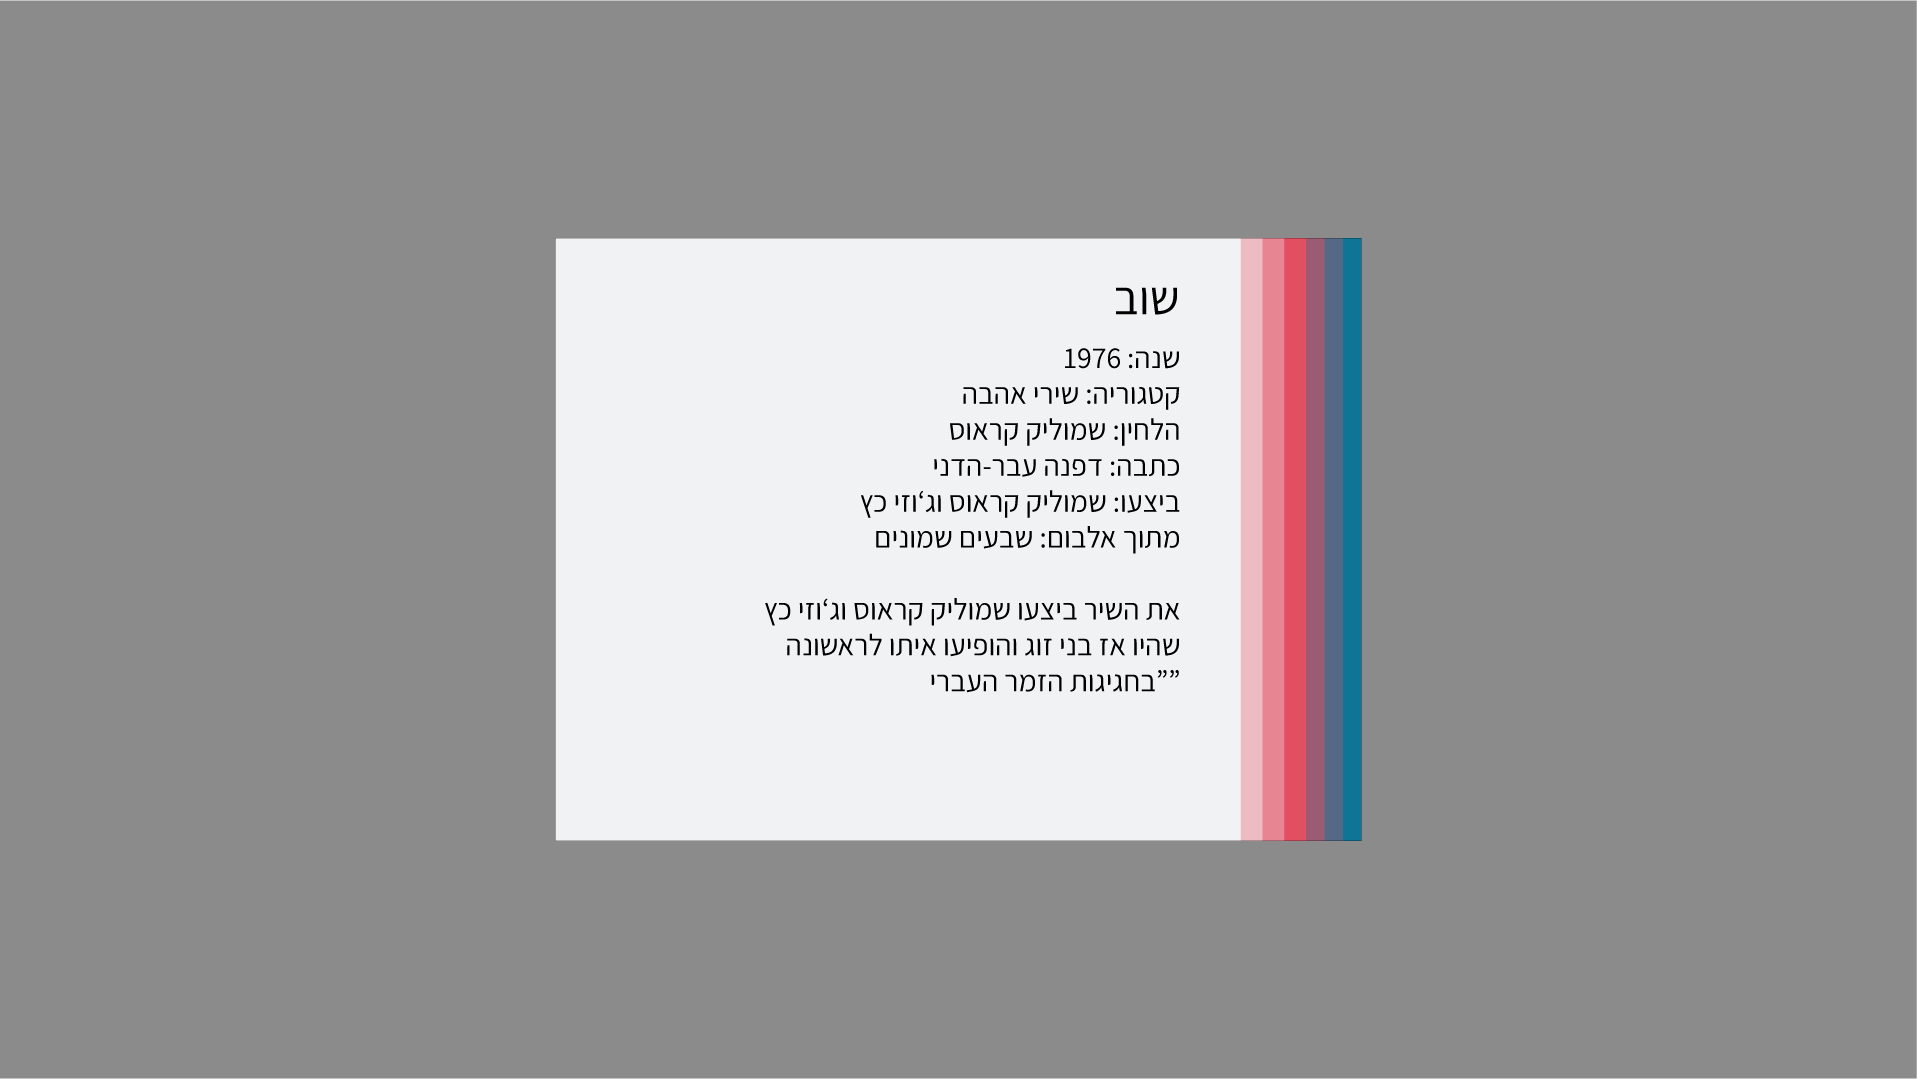 שוב
שנה: 1976
קטגוריה: שירי אהבה
הלחין: שמוליק קראוס
כתבה: דפנה עבר-הדני
ביצעו: שמוליק קראוס וג‘וזי כץ
מתוך אלבום: שבעים שמונים
את השיר ביצעו שמוליק קראוס וג‘וזי כץ
שהיו אז בני זוג והופיעו איתו לראשונה
””בחגיגות הזמר העברי